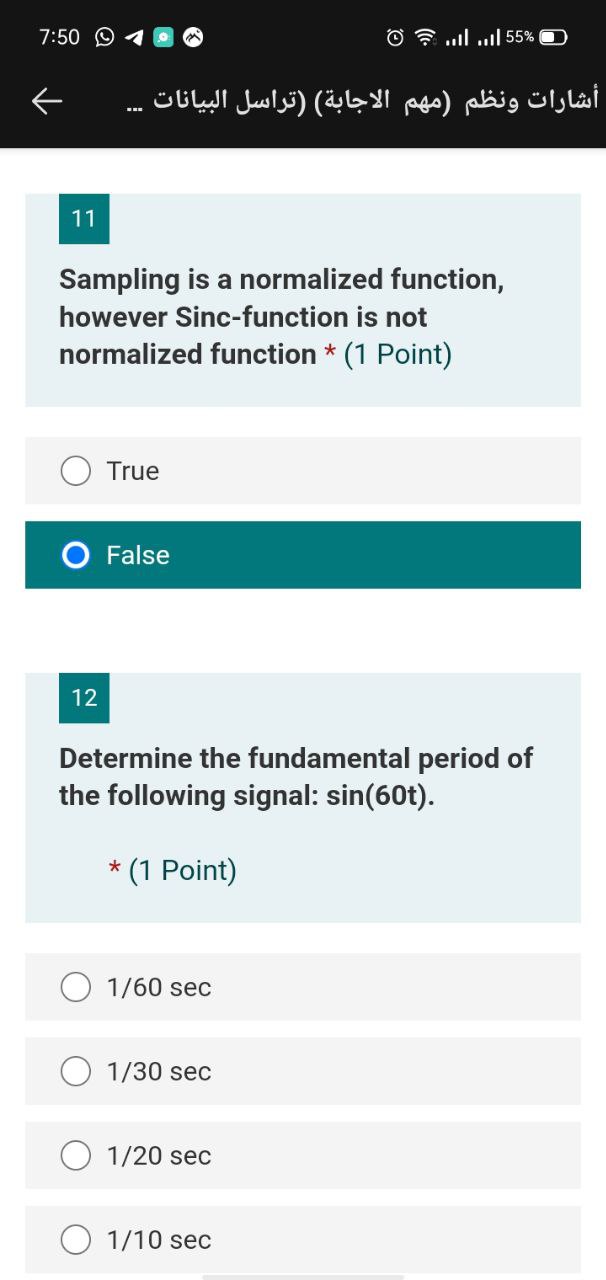 7:50 55%
أشارات ونظم (مهم الاجابة) (تراسل البيانات ...
11
Sampling is a normalized function,
however Sinc-function is not
normalized function * (1 Point)
True
False
12
Determine the fundamental period of
the following signal: sin(60t).
* (1 Point)
1/60 sec
1/30 sec
1/20 sec
1/10 sec